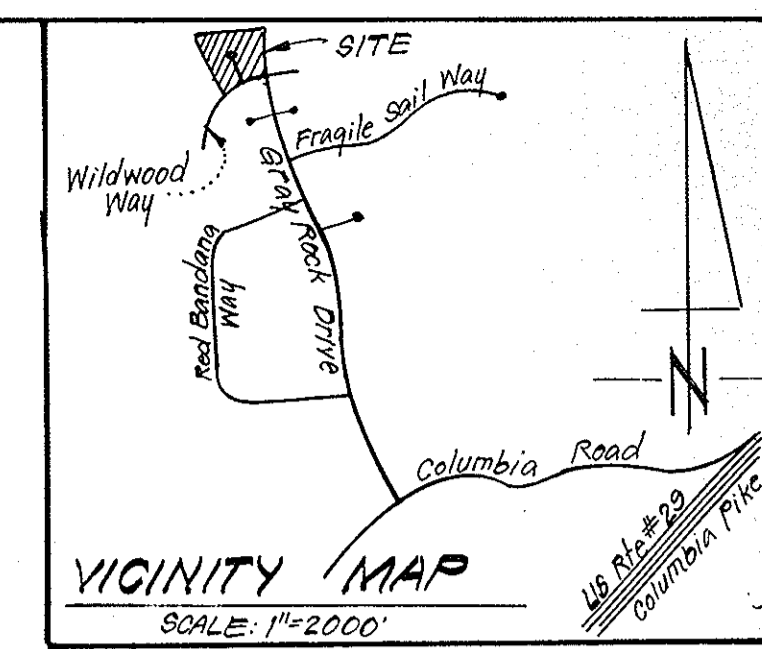 SITE
Fragile Sail Way
Wildwood
Way
Gray Rock Drive
Red Bandana
Way
N
Columbia Road
US Rte #29
Columbia Pike
VICINITY MAP
SCALE: 1"=2000'